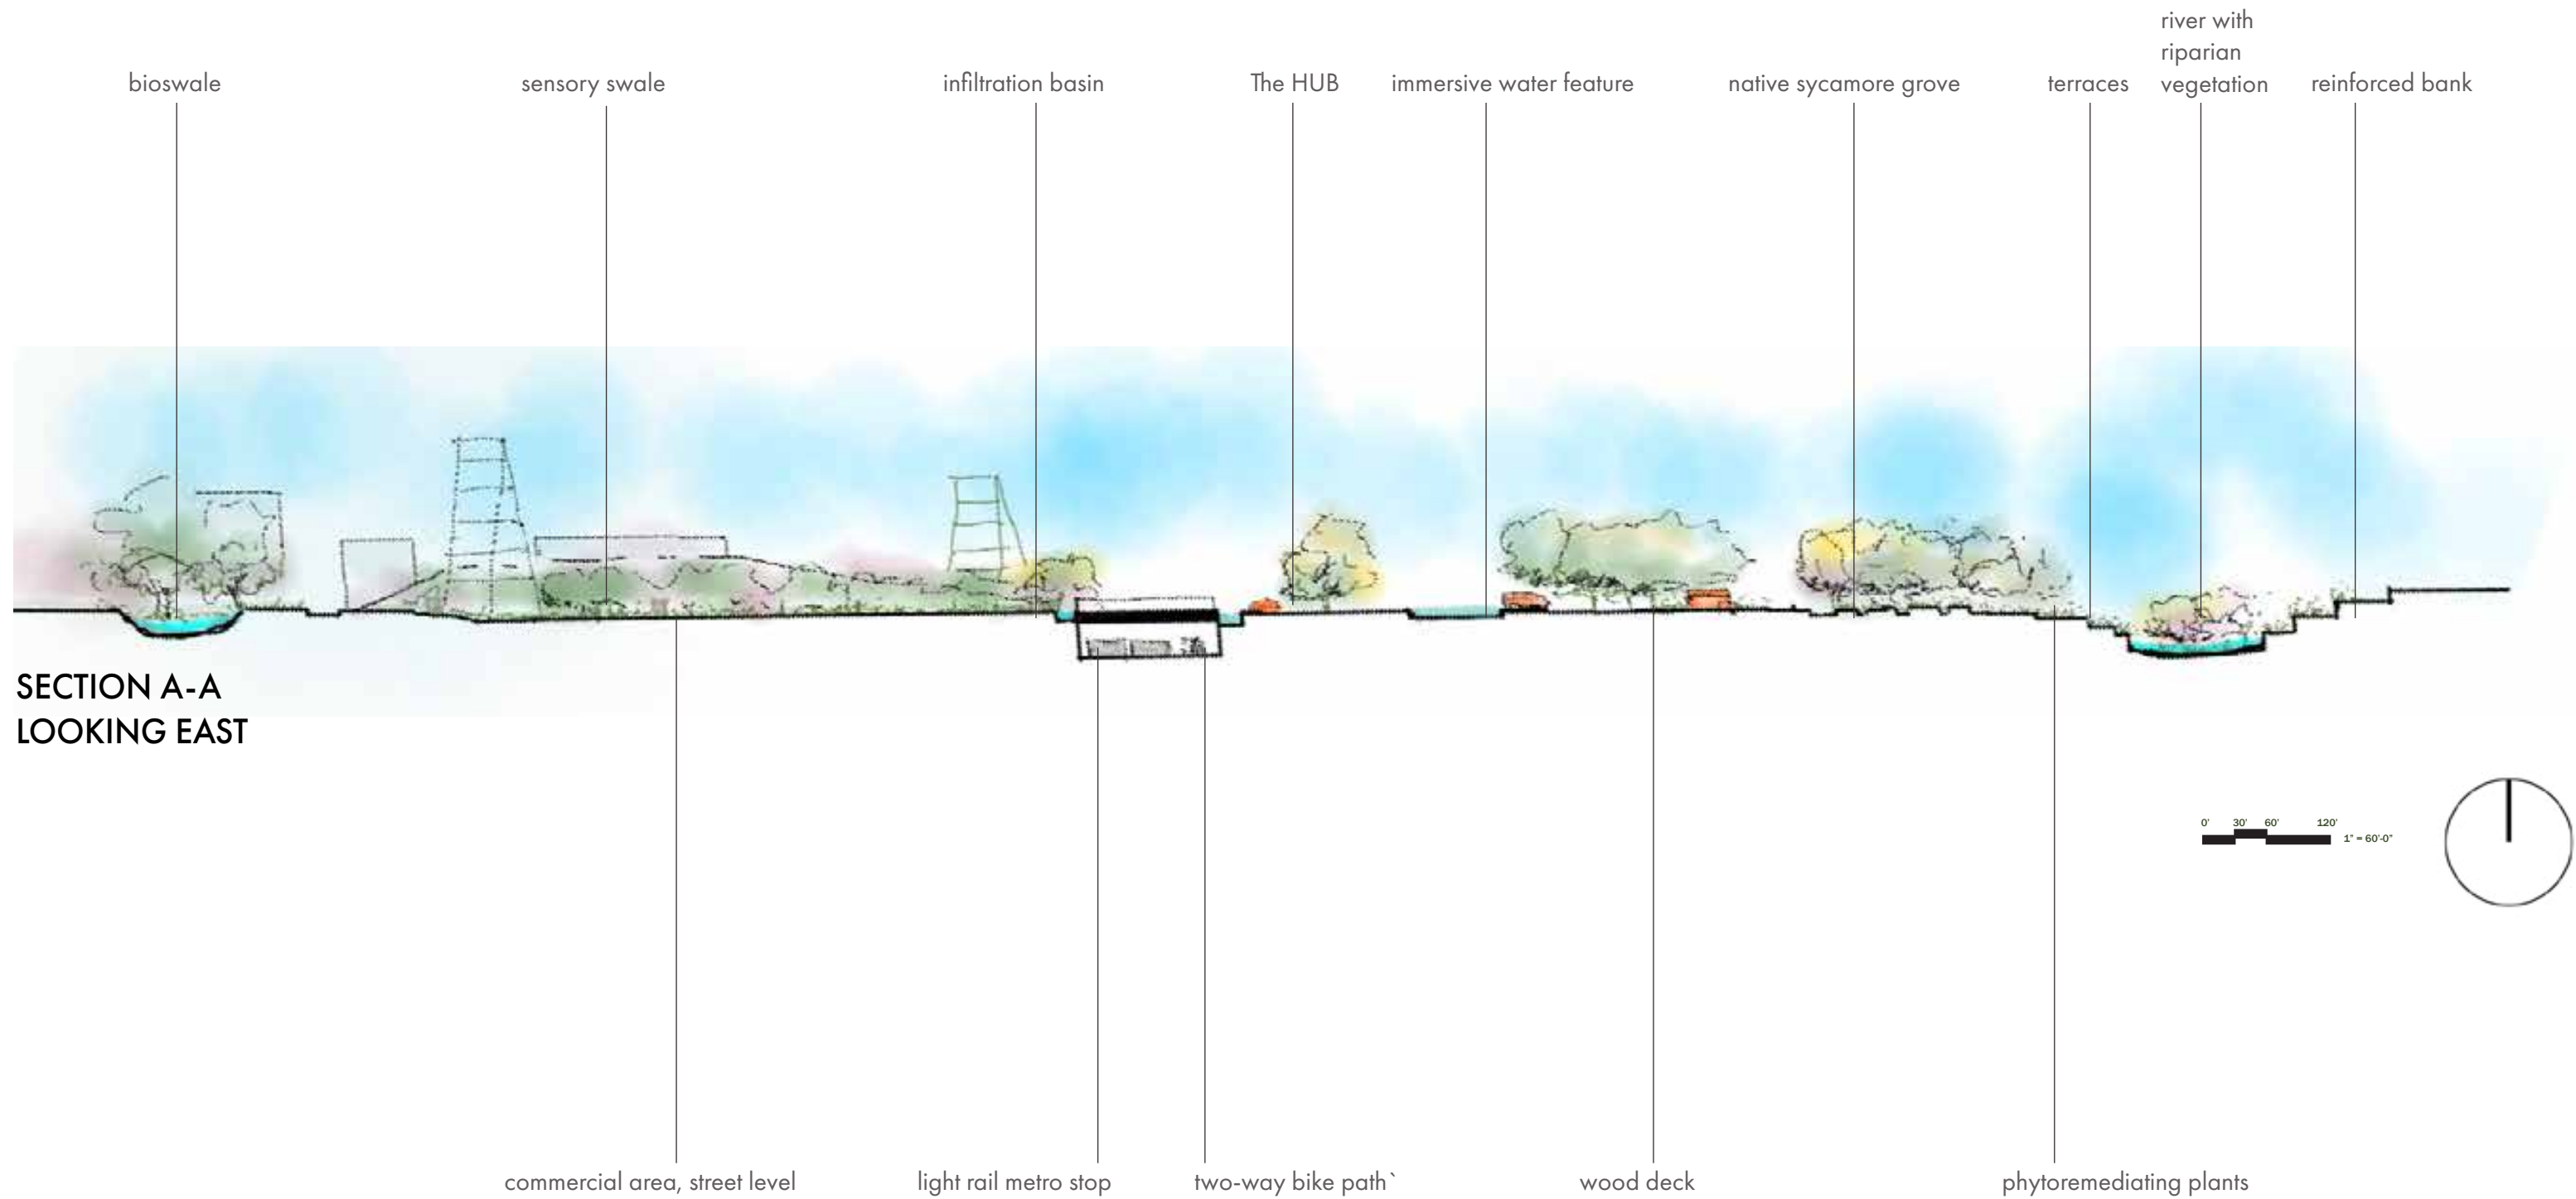 river with
riparian
vegetation
bioswale
sensory swale
infiltration basin
The HUB
immersive water feature
native sycamore grove
terraces
reinforced bank
SECTION A-A
LOOKING EAST
0' 30' 60' 120'
1" = 60'-0"
commercial area, street level
light rail metro stop
two-way bike path`
wood deck
phytoremediating plants